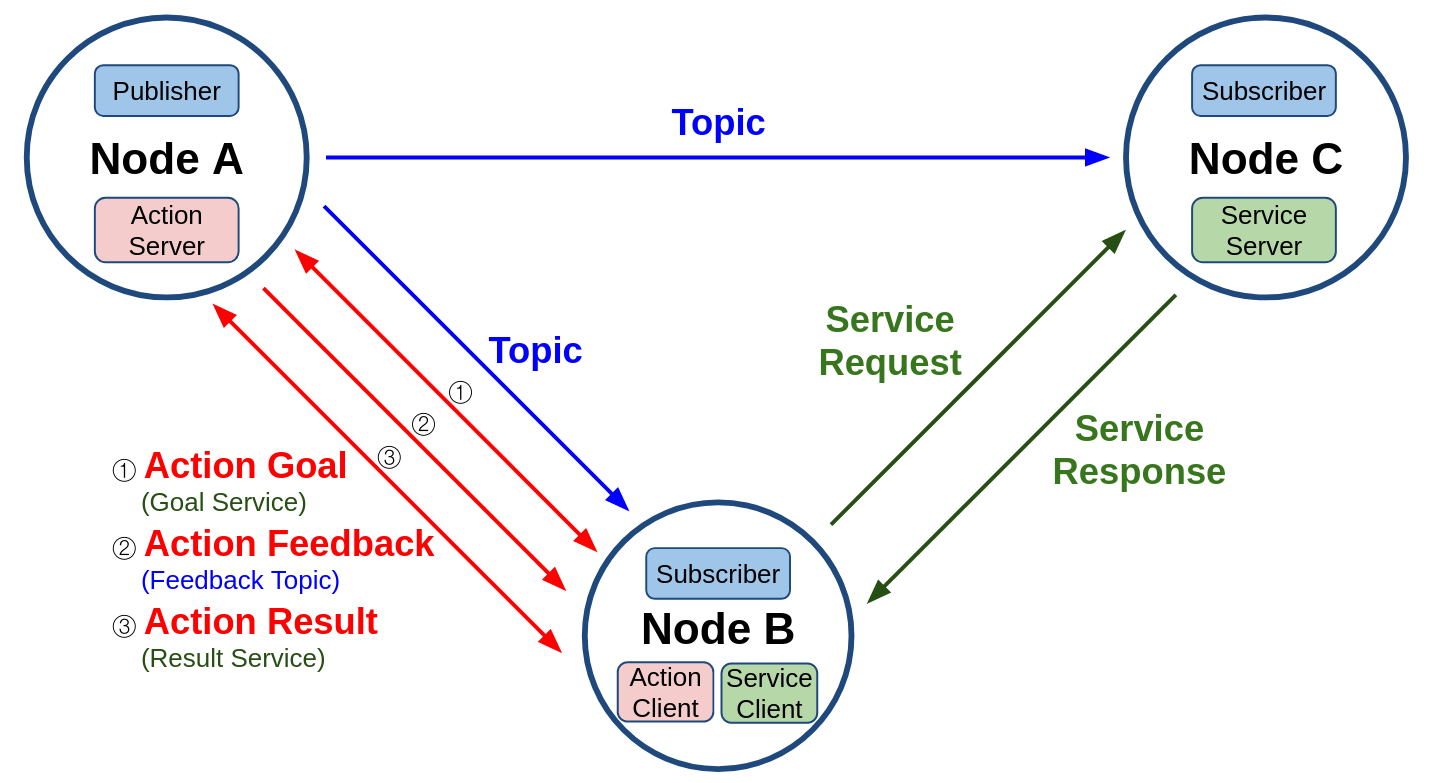 Publisher
Node A
Action
Server
Topic
Subscriber
Node C
Service
Server
Topic
①
②
③
Service
Request
Service
Response
① Action Goal
(Goal Service)
② Action Feedback
(Feedback Topic)
③ Action Result
(Result Service)
Subscriber
Node B
Action
Client
Service
Client